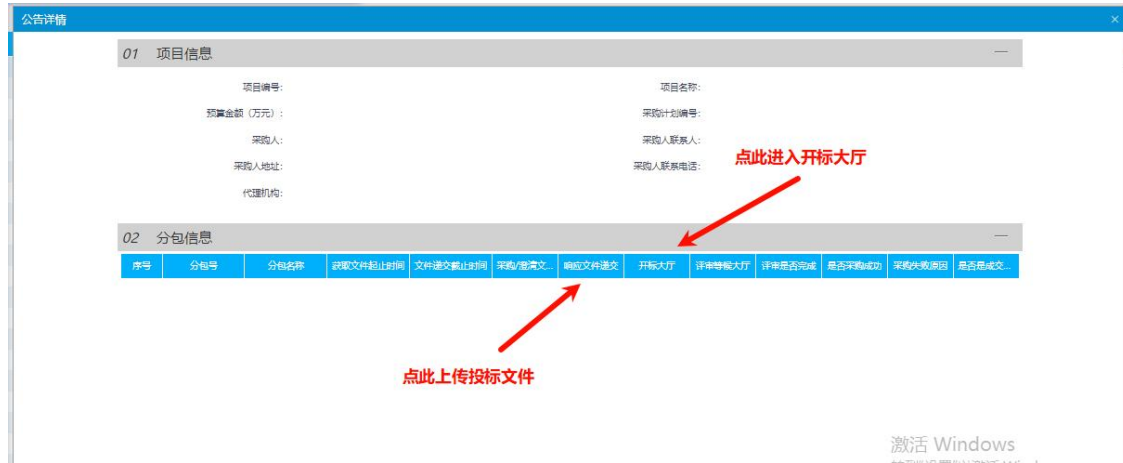 公告详情 ×
01 项目信息 —
项目编号: 项目名称:
预算金额（万元）: 采购计划编号:
采购人: 采购人联系人:
采购人地址: 采购人联系电话:
点此进入开标大厅
代理机构:
02 分包信息 —
序号 分包号 分包名称 获取文件起止时间 文件递交截止时间 采购/澄清文... 响应文件递交 开标大厅 评审等候大厅 评审是否完成 是否采购成功 采购失败原因 是否是成交...
点此上传投标文件
激活 Windows